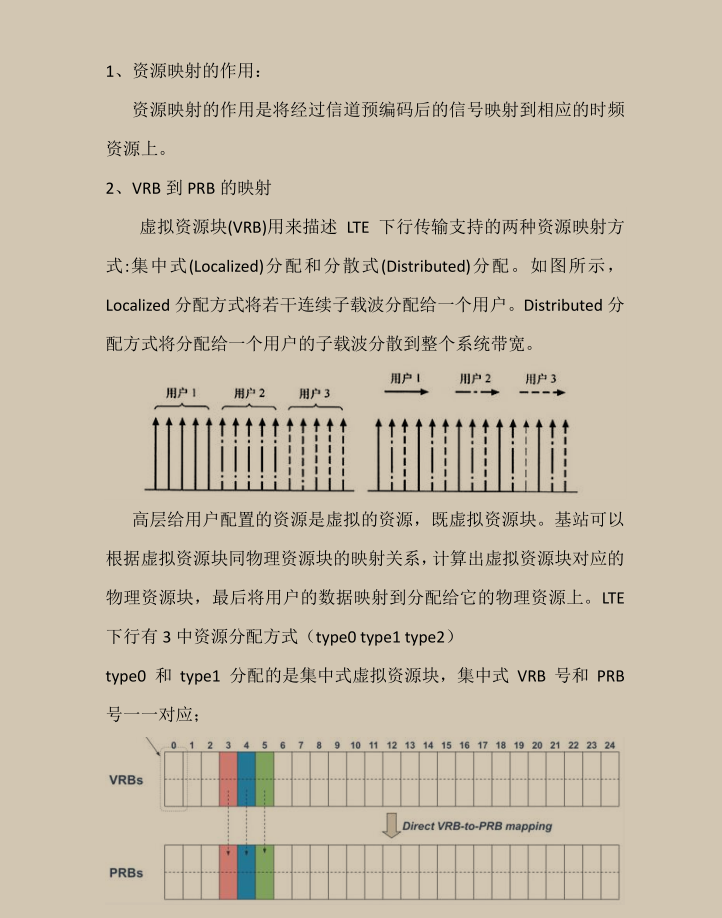 1、资源映射的作用：
资源映射的作用是将经过信道预编码后的信号映射到相应的时频
资源上。
2、VRB 到 PRB 的映射
虚拟资源块(VRB)用来描述 LTE 下行传输支持的两种资源映射方
式:集中式(Localized)分配和分散式(Distributed)分配。如图所示，
Localized 分配方式将若干连续子载波分配给一个用户。Distributed 分
配方式将分配给一个用户的子载波分散到整个系统带宽。
用户 1 用户 2 用户 3
用户 1 用户 2 用户 3
高层给用户配置的资源是虚拟的资源，既虚拟资源块。基站可以
根据虚拟资源块同物理资源块的映射关系，计算出虚拟资源块对应的
物理资源块，最后将用户的数据映射到分配给它的物理资源上。LTE
下行有 3 中资源分配方式（type0 type1 type2）
type0 和 type1 分配的是集中式虚拟资源块，集中式 VRB 号和 PRB
号一一对应；
0 1 2 3 4 5 6 7 8 9 10 11 12 13 14 15 16 17 18 19 20 21 22 23 24
VRBs
Direct VRB-to-PRB mapping
PRBs